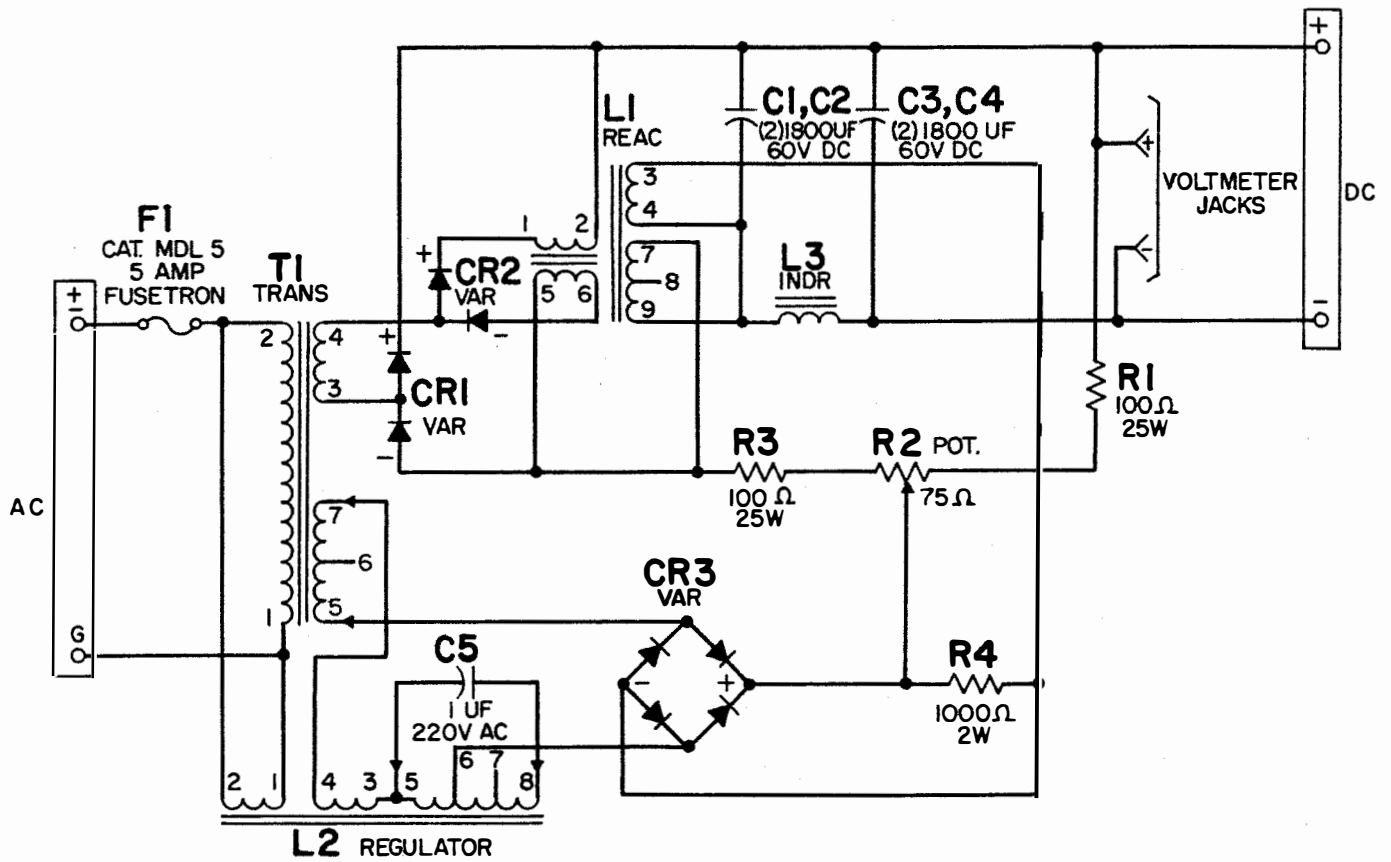 F1
CAT. MDL 5
5 AMP
FUSETRON
T1
TRANS
L1
REAC
C1,C2
(2)1800UF
60V DC
C3,C4
(2)1800 UF
60V DC
VOLTMETER
JACKS
+
-
DC
+
-
AC
+
-
G
2
1
4
3
7
6
5
+
CR2
VAR
-
+
CR1
VAR
-
1
2
5
6
3
4
7
8
9
L3
INDR
R1
100Ω
25W
R3
100 Ω
25W
R2 POT.
75Ω
CR3
VAR
-
+
R4
1000Ω
2W
C5
1 UF
220V AC
2
1
4
3
5
6
7
8
L2 REGULATOR